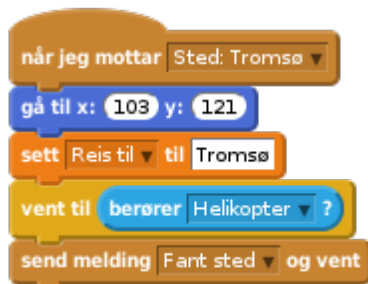 når jeg mottar Sted: Tromsø
gå til x: 103 y: 121
sett Reis til til Tromsø
vent til berører Helikopter ?
send melding Fant sted og vent